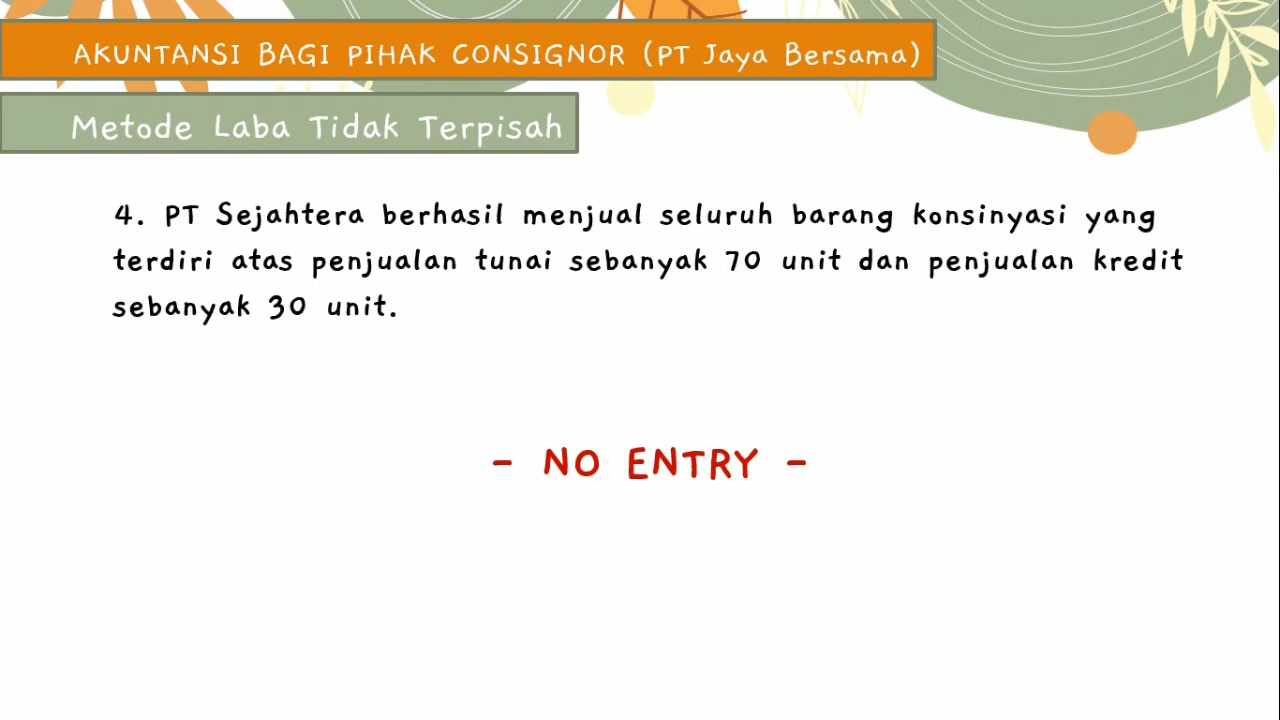 AKUNTANSI BAGI PIHAK CONSIGNOR (PT Jaya Bersama)
Metode Laba Tidak Terpisah
4. PT Sejahtera berhasil menjual seluruh barang konsinyasi yang
terdiri atas penjualan tunai sebanyak 70 unit dan penjualan kredit
sebanyak 30 unit.
- NO ENTRY -